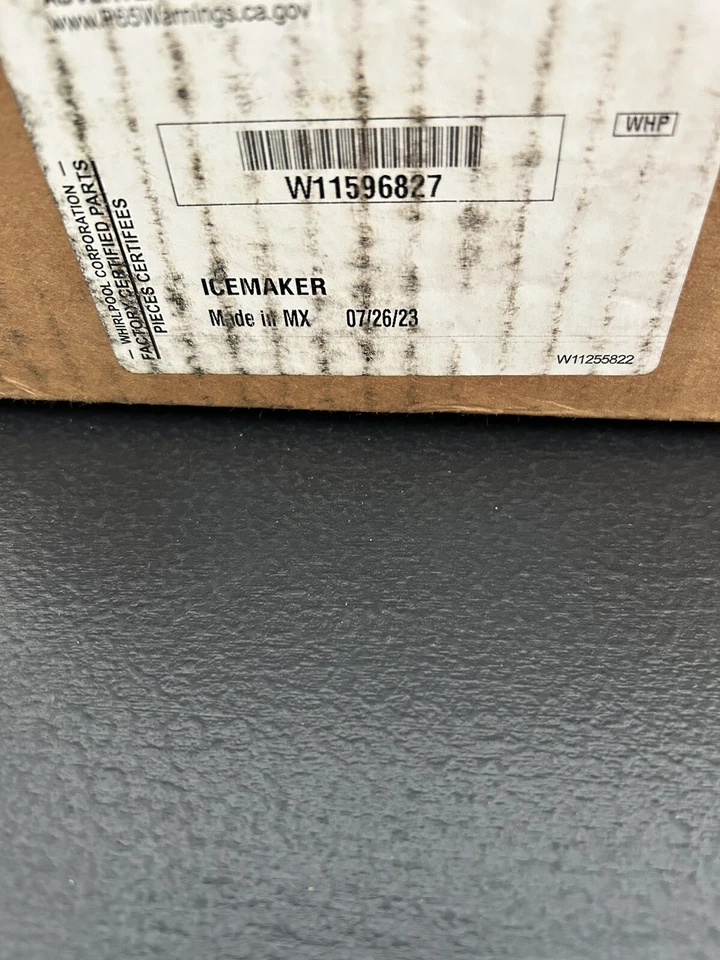 www.P65Warnings.ca.gov
WHP
W11596827
WHIRLPOOL CORPORATION –
– FACTORY CERTIFIED PARTS
– PIECES CERTIFEES
ICEMAKER
Made in MX 07/26/23
W11255822